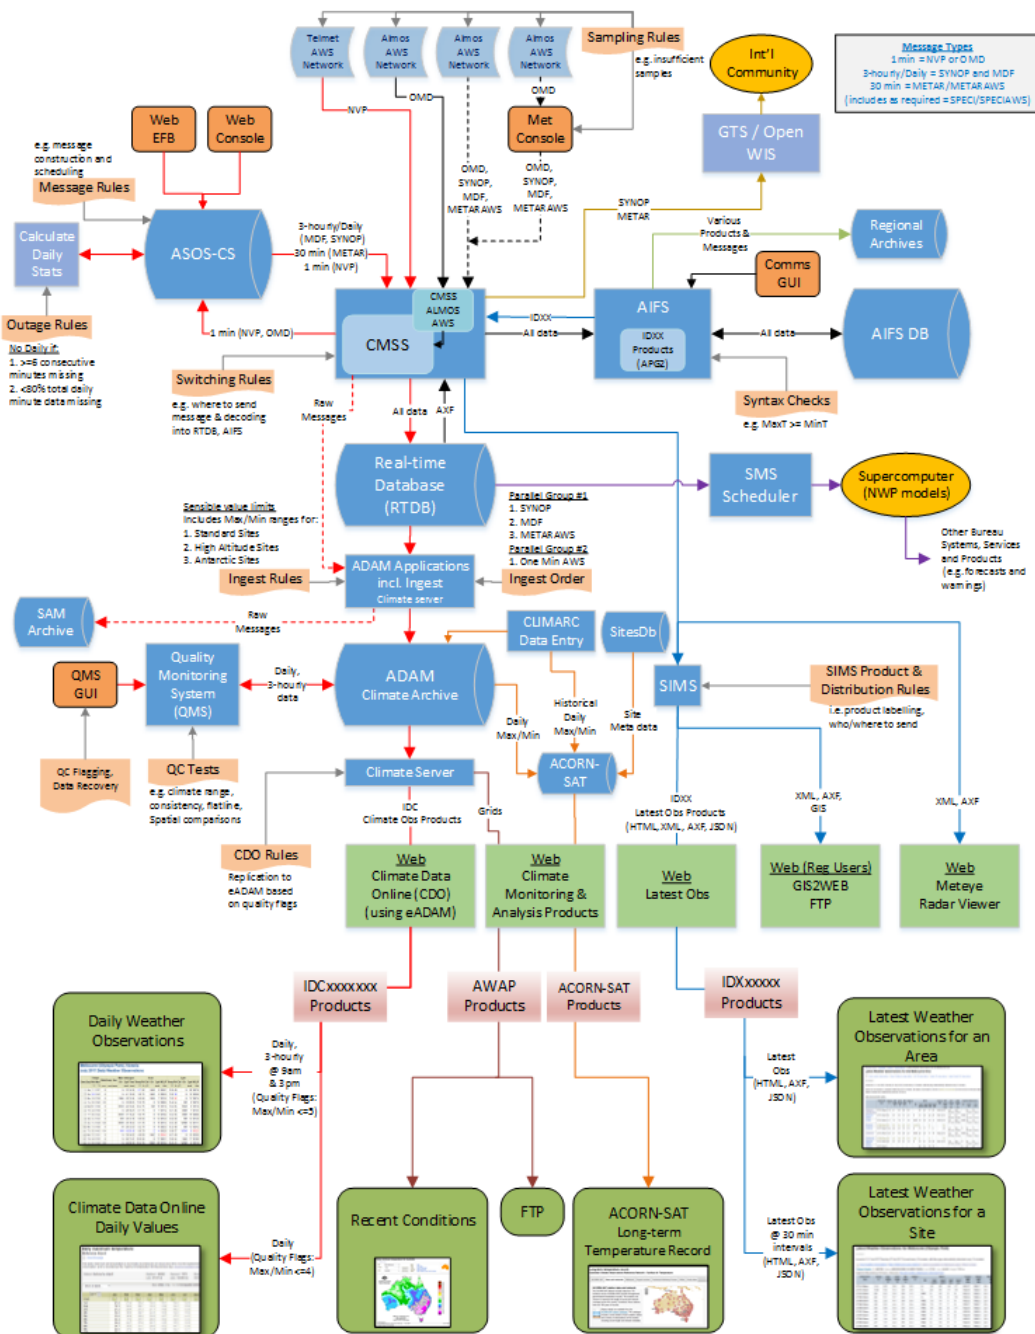 Telmet
AWS
Network
Almos
AWS
Network
Almos
AWS
Network
Almos
AWS
Network
Sampling Rules
e.g. insufficient
samples
Int'l
Community
Message Types
1 min = NVP or OMD
3-hourly/Daily = SYNOP and MDF
30 min = METAR/METARAWS
(includes as required = SPECI/SPECIAWS)
NVP
OMD
OMD
Web
EFB
Web
Console
Met
Console
GTS / Open
WIS
e.g. message
construction and
scheduling
Message Rules
OMD,
SYNOP,
MDF,
METARAWS
OMD,
SYNOP,
MDF,
METARAWS
SYNOP
METAR
Various
Products &
Messages
Regional
Archives
Calculate
Daily
Stats
ASOS-CS
3-hourly/Daily
(MDF, SYNOP)
30 min (METAR)
1 min (NVP)
Comms
GUI
CMSS
ALMOS
AWS
CMSS
IDXX
All data
AIFS
IDXX
Products
(APG2)
All data
AIFS DB
Outage Rules
No Daily if:
1. >=6 consecutive
minutes missing
2. <80% total daily
minute data missing
1 min (NVP, OMD)
Switching Rules
e.g. where to send
message & decoding
into RTDB, AIFS
Raw
Messages
All data
AXF
Syntax Checks
e.g. MaxT >= MinT
Real-time
Database
(RTDB)
SMS
Scheduler
Supercomputer
(NWP models)
Sensible value limits
Includes Max/Min ranges for:
1. Standard Sites
2. High Altitude Sites
3. Antarctic Sites
Parallel Group #1
1. SYNOP
2. MDF
3. METARAWS
Parallel Group #2
1. One Min AWS
Other Bureau
Systems, Services
and Products
(e.g. forecasts and
warnings)
Ingest Rules
ADAM Applications
incl. Ingest
Climate server
Ingest Order
SAM
Archive
Raw
Messages
CLIMARC
Data Entry
SitesDb
QMS
GUI
Quality
Monitoring
System
(QMS)
Daily,
3-hourly
data
ADAM
Climate Archive
SIMS
SIMS Product
& Distribution Rules
i.e. product labelling,
who/where to send
Daily
Max/Min
Historical
Daily
Max/Min
Site
Meta data
QC Flagging,
Data Recovery
QC Tests
e.g. climate range,
consistency, flatline,
Spatial comparisons
Climate Server
ACORN-
SAT
IDC
Climate Obs Products
Grids
IDXX
Latest Obs Products
(HTML, XML, AXF, JSON)
XML, AXF,
GIS
XML, AXF
CDO Rules
Replication to
eADAM based
on quality flags
Web
Climate Data
Online (CDO)
(using eADAM)
Web
Climate
Monitoring &
Analysis Products
Web
Latest Obs
Web (Reg Users)
GIS2WEB
FTP
Web
Meteye
Radar Viewer
IDCxxxxxxx
Products
AWAP
Products
ACORN-SAT
Products
IDXxxxxx
Products
Daily Weather
Observations
Daily,
3-hourly
@ 9am
& 3pm
(Quality Flags:
Max/Min <=5)
Latest
Obs
(HTML, AXF,
JSON)
Latest Weather
Observations for an
Area
Climate Data Online
Daily Values
Daily
(Quality Flags:
Max/Min <=4)
Recent Conditions
FTP
ACORN-SAT
Long-term
Temperature Record
Latest Obs
@ 30 min
intervals
(HTML, AXF,
JSON)
Latest Weather
Observations for a
Site